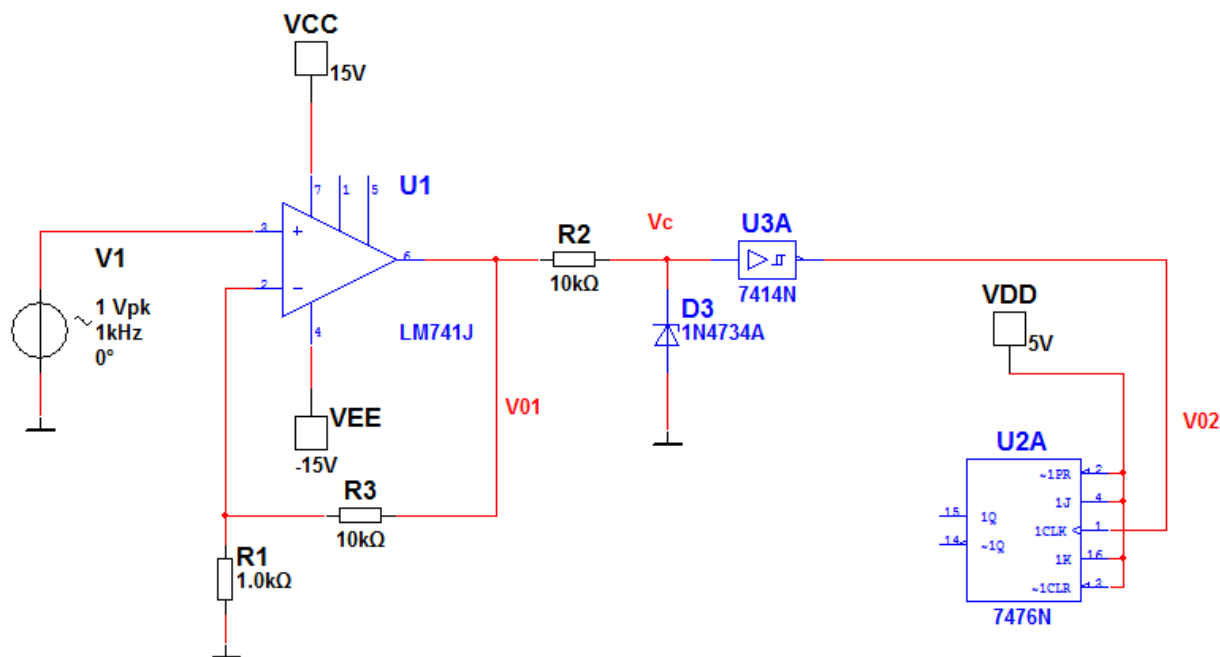 VCC
15V
7
1
5
U1
3
+
6
2
−
4
LM741J
V1
1 Vpk
1kHz
0°
VEE
-15V
R3
10kΩ
R1
1.0kΩ
V01
R2
10kΩ
Vc
U3A
7414N
D3
1N4734A
VDD
5V
V02
U2A
~1PR
2
1J
4
15
1Q
1CLK
1
14
~1Q
1K
16
~1CLR
3
7476N